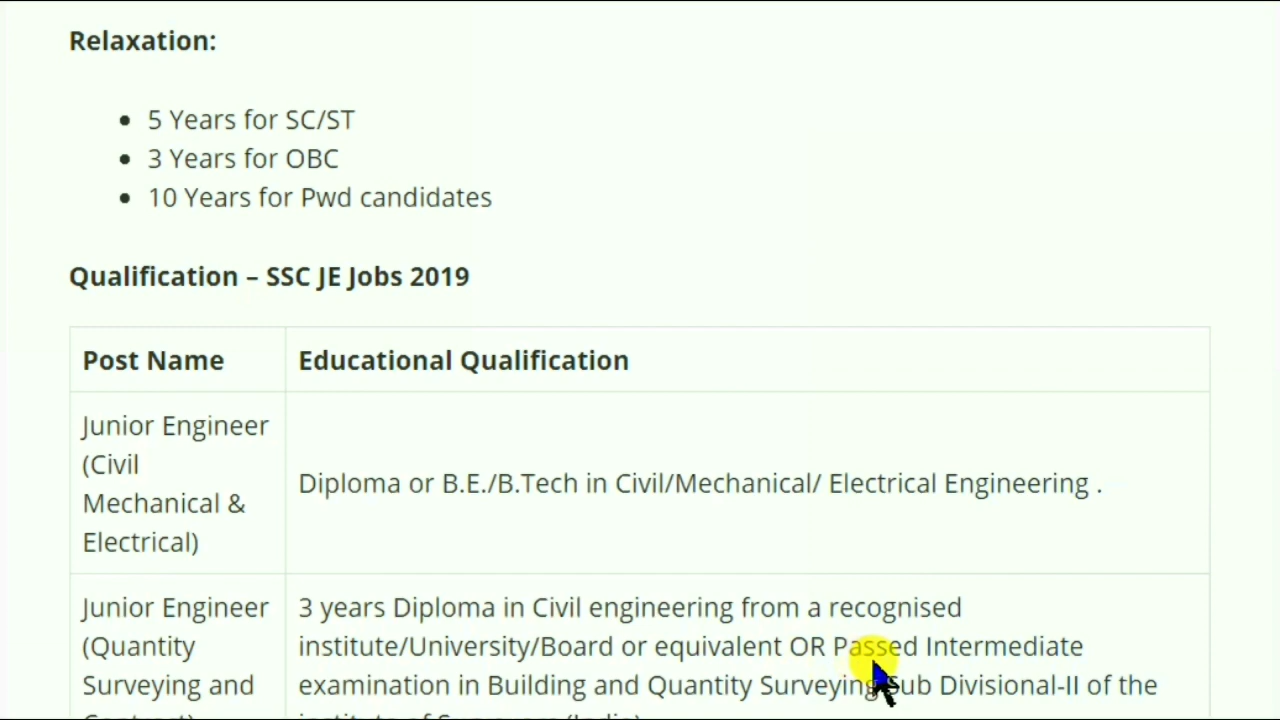 Relaxation:
5 Years for SC/ST
3 Years for OBC
10 Years for Pwd candidates
Qualification – SSC JE Jobs 2019
Post Name
Educational Qualification
Junior Engineer
(Civil
Mechanical &
Electrical)
Diploma or B.E./B.Tech in Civil/Mechanical/ Electrical Engineering .
Junior Engineer
(Quantity
Surveying and
3 years Diploma in Civil engineering from a recognised
institute/University/Board or equivalent OR Passed Intermediate
examination in Building and Quantity Surveying Sub Divisional-II of the